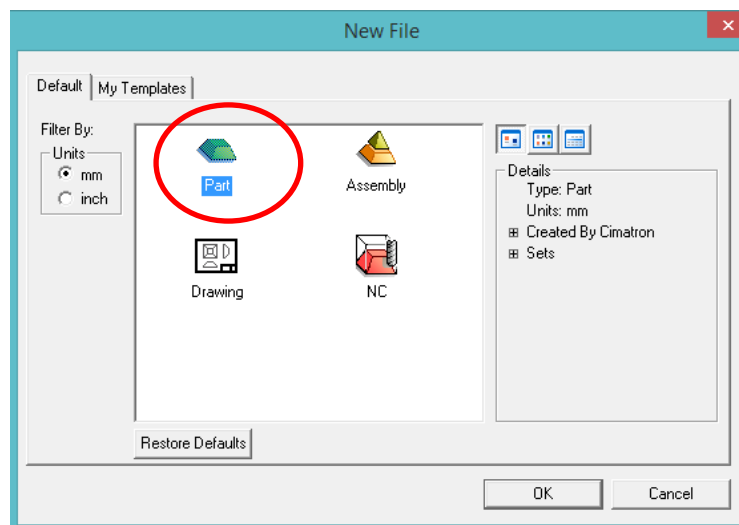 New File
Default
My Templates
Filter By:
Units
mm
inch
Part
Assembly
Drawing
NC
Restore Defaults
Details
Type: Part
Units: mm
Created By Cimatron
Sets
OK
Cancel